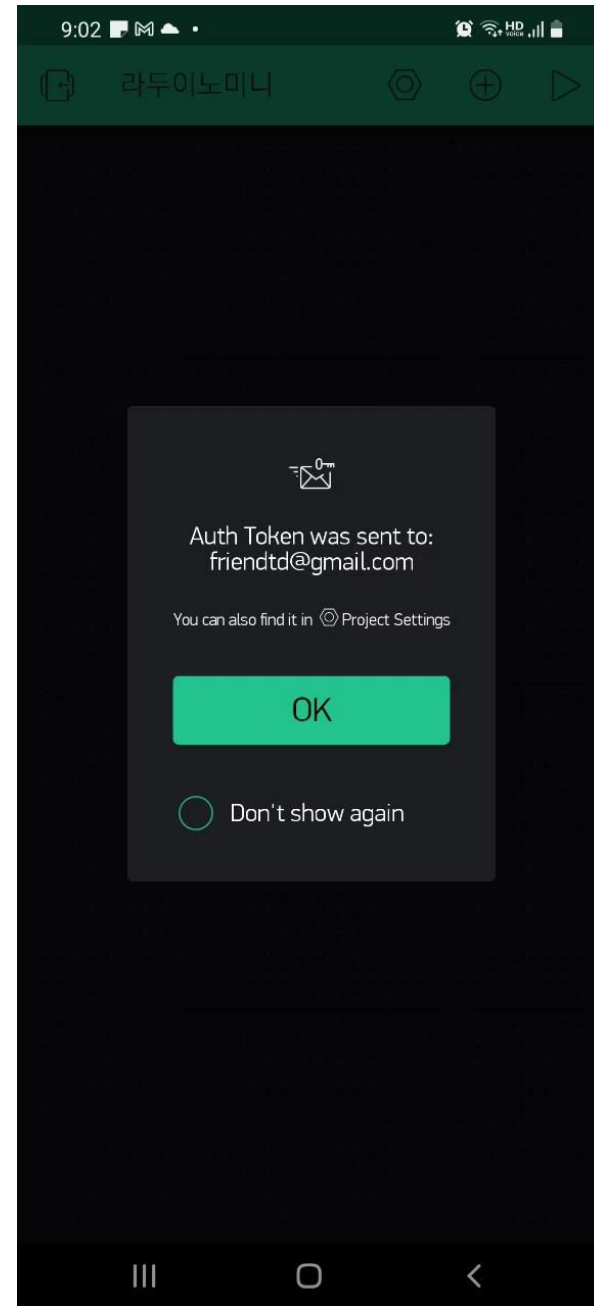 9:02
HD
VOICE
라두이노미니
Auth Token was sent to:
friendtd@gmail.com
You can also find it in Project Settings
OK
Don't show again